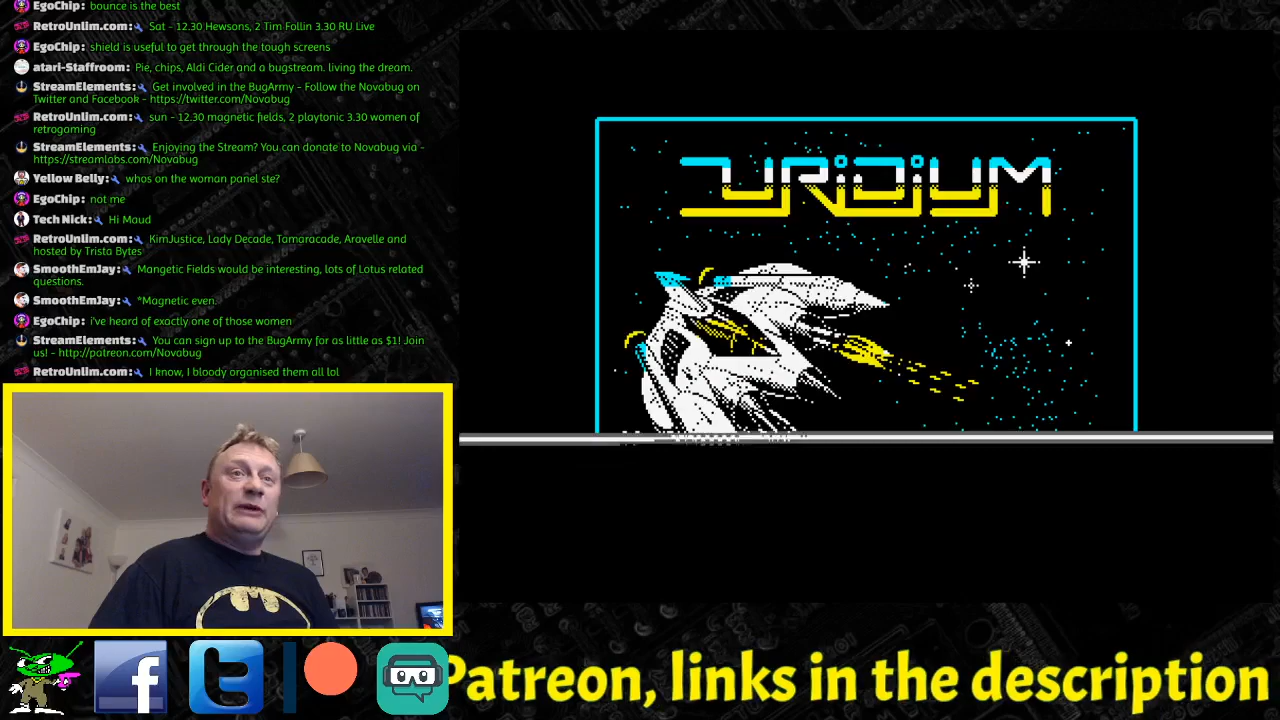 EgoChip: bounce is the best
RetroUnlim.com: Sat - 12.30 Hewsons, 2 Tim Follin 3.30 RU Live
EgoChip: shield is useful to get through the tough screens
atari-Staffroom: Pie, chips, Aldi Cider and a bugstream. living the dream.
StreamElements: Get involved in the BugArmy - Follow the Novabug on
Twitter and Facebook - https://twitter.com/Novabug
RetroUnlim.com: sun - 12.30 magnetic fields, 2 playtonic 3.30 women of
retrogaming
StreamElements: Enjoying the Stream? You can donate to Novabug via -
https://streamlabs.com/Novabug
Yellow Belly: whos on the woman panel ste?
EgoChip: not me
Tech Nick: Hi Maud
RetroUnlim.com: KimJustice, Lady Decade, Tamaracade, Aravelle and
hosted by Trista Bytes
SmoothEmJay: Mangetic Fields would be interesting, lots of Lotus related
questions.
SmoothEmJay: *Magnetic even.
EgoChip: i've heard of exactly one of those women
StreamElements: You can sign up to the BugArmy for as little as $1! Join
us! - http://patreon.com/Novabug
RetroUnlim.com: I know, I bloody organised them all lol
URIDIUM
Patreon, links in the description